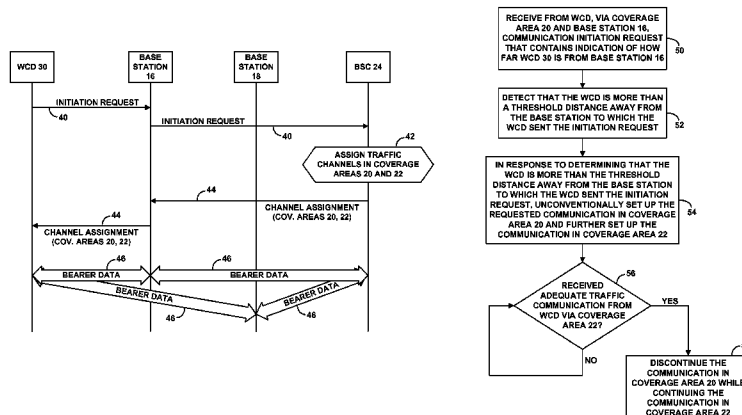 WCD 30
BASE
STATION
16
BASE
STATION
18
BSC 24
INITIATION REQUEST
40
INITIATION REQUEST
40
42
ASSIGN TRAFFIC
CHANNELS IN COVERAGE
AREAS 20 AND 22
44
CHANNEL ASSIGNMENT
(COV. AREAS 20, 22)
44
CHANNEL ASSIGNMENT
(COV. AREAS 20, 22)
46
BEARER DATA
46
BEARER DATA
BEARER DATA
46
BEARER DATA
46
RECEIVE FROM WCD, VIA COVERAGE
AREA 20 AND BASE STATION 16,
COMMUNICATION INITIATION REQUEST
THAT CONTAINS INDICATION OF HOW
FAR WCD 30 IS FROM BASE STATION 16
50
DETECT THAT THE WCD IS MORE THAN
A THRESHOLD DISTANCE AWAY FROM
THE BASE STATION TO WHICH THE
WCD SENT THE INITIATION REQUEST
52
IN RESPONSE TO DETERMINING THAT THE
WCD IS MORE THAN THE THRESHOLD
DISTANCE AWAY FROM THE BASE STATION
TO WHICH THE WCD SENT THE INITIATION
REQUEST, UNCONVENTIONALLY SET UP THE
REQUESTED COMMUNICATION IN COVERAGE
AREA 20 AND FURTHER SET UP THE
COMMUNICATION IN COVERAGE AREA 22
54
56
RECEIVED
ADEQUATE TRAFFIC
COMMUNICATION FROM
WCD VIA COVERAGE
AREA 22?
YES
NO
DISCONTINUE THE
COMMUNICATION IN
COVERAGE AREA 20 WHILE
CONTINUING THE
COMMUNICATION IN
COVERAGE AREA 22